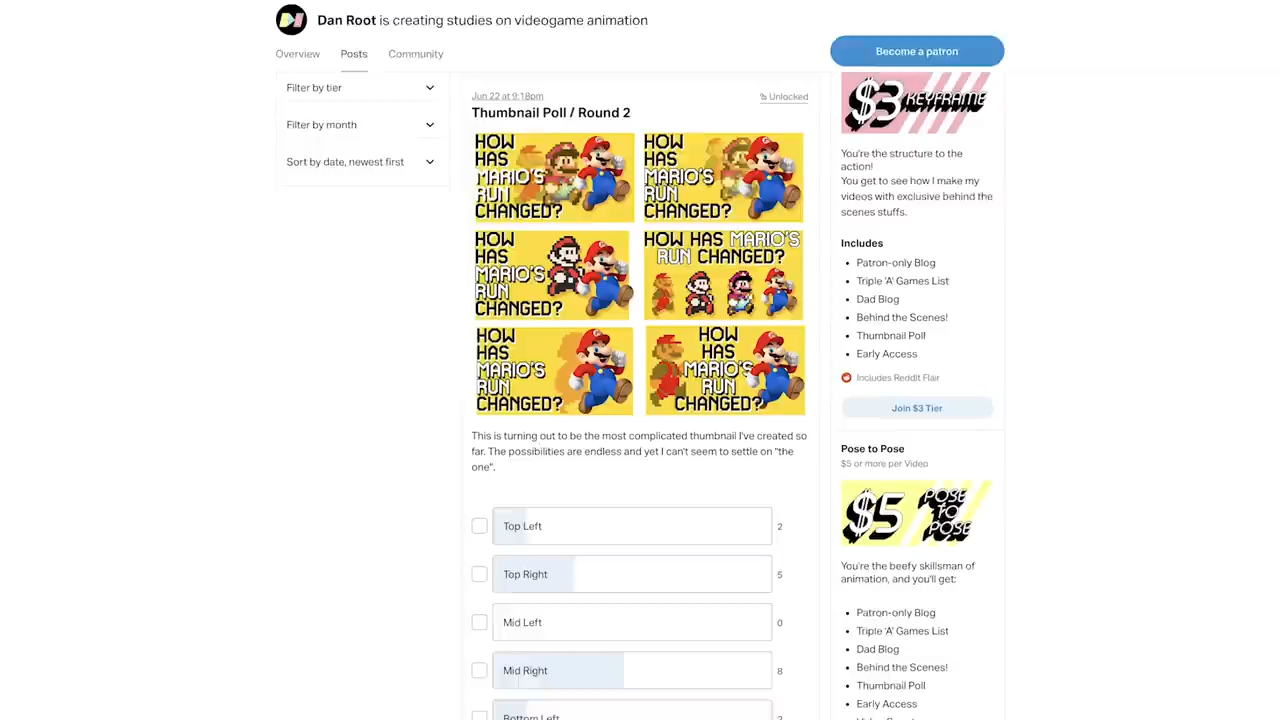 Dan Root is creating studies on videogame animation
Overview
Posts
Community
Become a patron
Filter by tier
Filter by month
Sort by date, newest first
Jun 22 at 9:18pm
Unlocked
Thumbnail Poll / Round 2
HOW
HAS
MARIO'S
RUN
CHANGED?
HOW
HAS
MARIO'S
RUN
CHANGED?
HOW
HAS
MARIO'S
RUN
CHANGED?
HOW HAS MARIO'S
RUN CHANGED?
HOW
HAS
MARIO'S
RUN
CHANGED?
HOW
HAS
MARIO'S
RUN
CHANGED?
This is turning out to be the most complicated thumbnail I've created so
far. The possibilities are endless and yet I can't seem to settle on "the
one".
Top Left 2
Top Right 5
Mid Left 0
Mid Right 8
Bottom Left 2
$3 KEYFRAME
You're the structure to the
action!
You get to see how I make my
videos with exclusive behind the
scenes stuffs.
Includes
Patron-only Blog
Triple 'A' Games List
Dad Blog
Behind the Scenes!
Thumbnail Poll
Early Access
Includes Reddit Flair
Join $3 Tier
Pose to Pose
$5 or more per Video
$5 POSE
TO
POSE
You're the beefy skillsman of
animation, and you'll get:
Patron-only Blog
Triple 'A' Games List
Dad Blog
Behind the Scenes!
Thumbnail Poll
Early Access